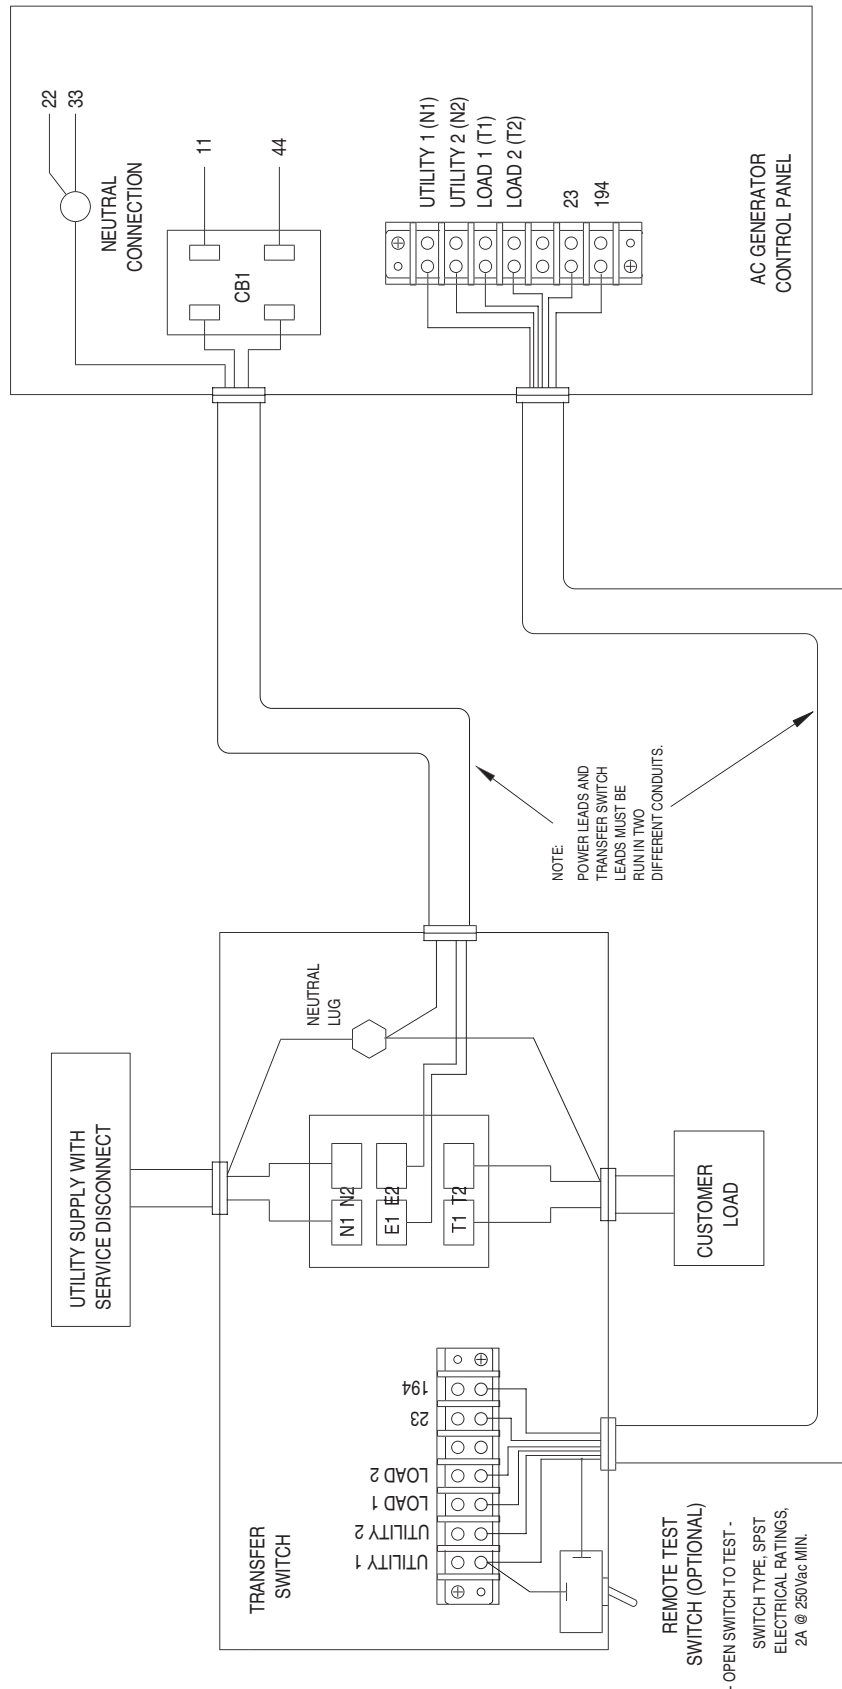 22
33
NEUTRAL
CONNECTION
11
44
CB1
UTILITY 1 (N1)
UTILITY 2 (N2)
LOAD 1 (T1)
LOAD 2 (T2)
23
194
AC GENERATOR
CONTROL PANEL
NOTE:
POWER LEADS AND
TRANSFER SWITCH
LEADS MUST BE
RUN IN TWO
DIFFERENT CONDUITS.
NEUTRAL
LUG
UTILITY SUPPLY WITH
SERVICE DISCONNECT
N1 N2
E1 E2
T1 T2
CUSTOMER
LOAD
TRANSFER
SWITCH
194
23
LOAD 2
LOAD 1
UTILITY 2
UTILITY 1
REMOTE TEST
SWITCH (OPTIONAL)
- OPEN SWITCH TO TEST -
SWITCH TYPE, SPST
ELECTRICAL RATINGS,
2A @ 250Vac MIN.